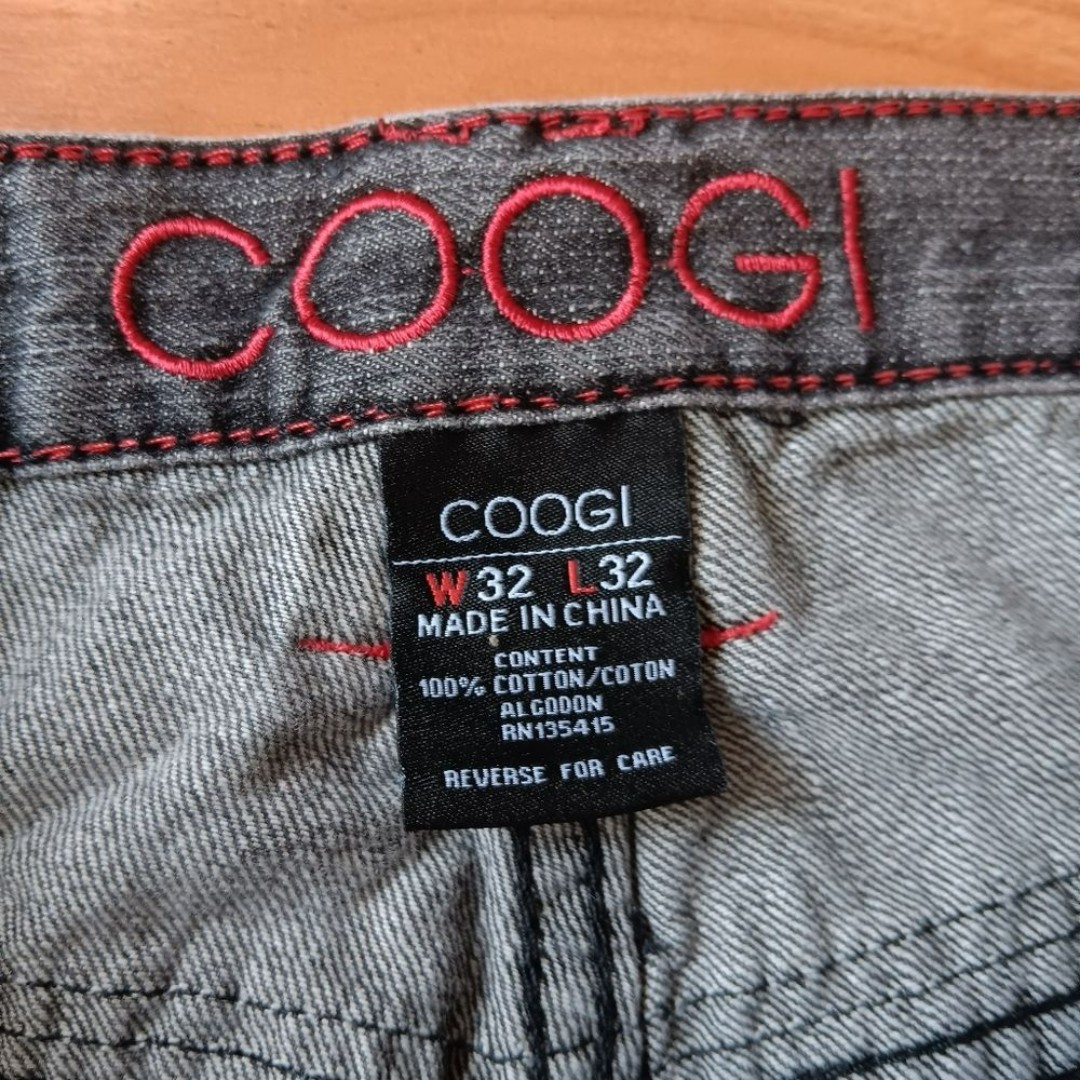 COOGI
COOGI
W32 L32
MADE IN CHINA
CONTENT
100% COTTON/COTON
ALGODON
RN135415
REVERSE FOR CARE